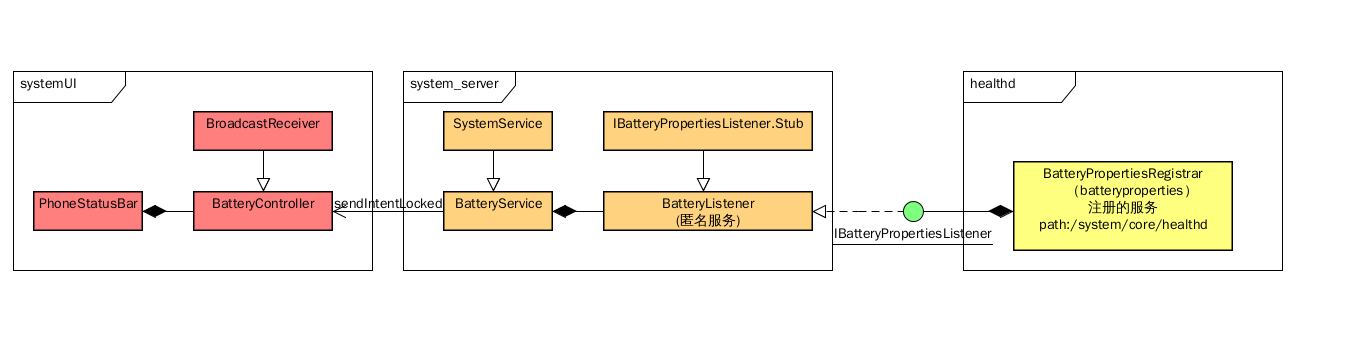 systemUI
BroadcastReceiver
PhoneStatusBar
BatteryController
sendIntentLocked
system_server
SystemService
IBatteryPropertiesListener.Stub
BatteryService
BatteryListener
(匿名服务)
IBatteryPropertiesListener
healthd
BatteryPropertiesRegistrar
(batteryproperties)
注册的服务
path:/system/core/healthd